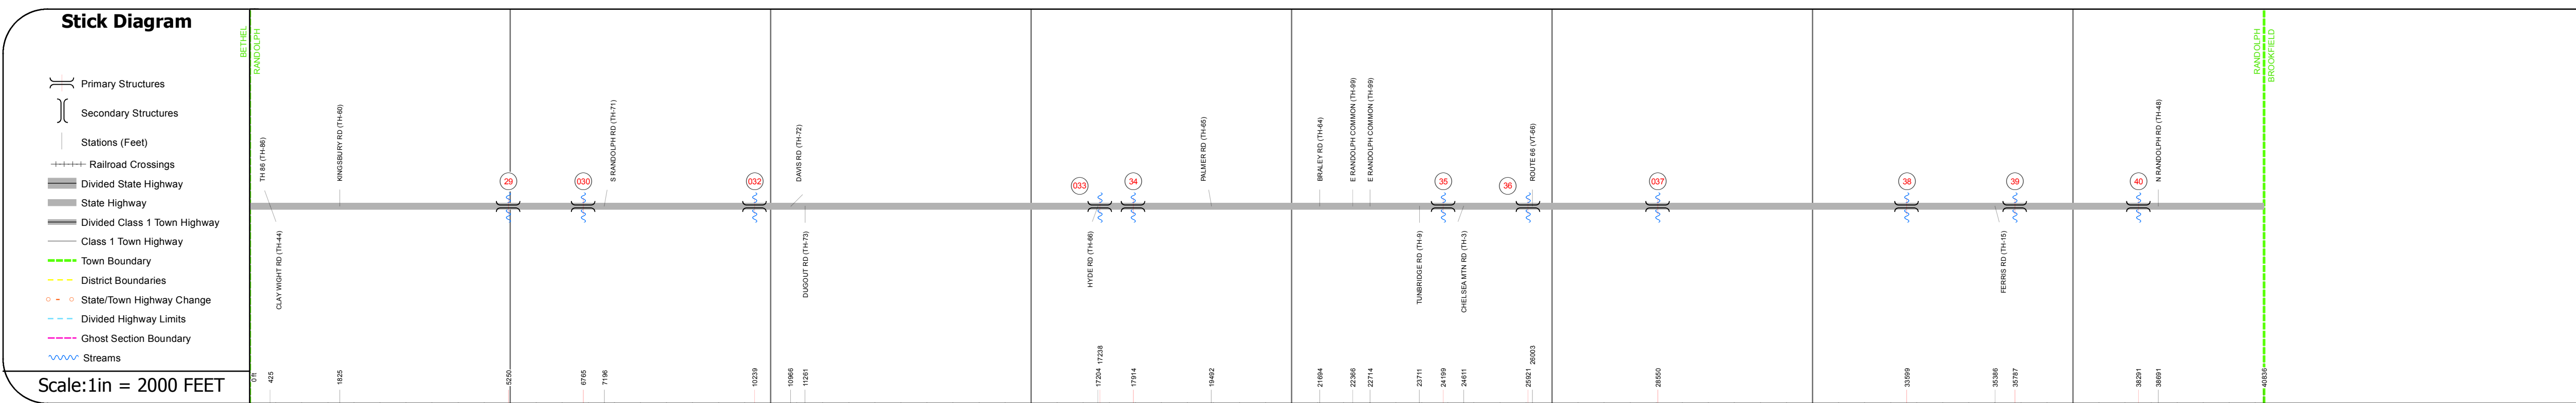 Stick Diagram
Primary Structures
Secondary Structures
Stations (Feet)
Railroad Crossings
Divided State Highway
State Highway
Divided Class 1 Town Highway
Class 1 Town Highway
Town Boundary
District Boundaries
State/Town Highway Change
Divided Highway Limits
Ghost Section Boundary
Streams
Scale:1in = 2000 FEET
BETHEL
RANDOLPH
TH 86 (TH-86)
CLAY WIGHT RD (TH-44)
KINGSBURY RD (TH-60)
29
030
S RANDOLPH RD (TH-71)
032
DAVIS RD (TH-72)
DUGOUT RD (TH-73)
033
HYDE RD (TH-66)
34
PALMER RD (TH-65)
BRALEY RD (TH-64)
E RANDOLPH COMMON (TH-99)
E RANDOLPH COMMON (TH-99)
TUNBRIDGE RD (TH-9)
35
CHELSEA MTN RD (TH-3)
36
ROUTE 66 (VT-66)
037
38
FERRIS RD (TH-15)
39
40
N RANDOLPH RD (TH-48)
RANDOLPH
BROOKFIELD
0 ft
425
1825
5250
6765
7196
10239
10966
11261
17204
17238
17914
19492
21694
22366
22714
23711
24199
24611
25921
26003
28550
33599
35386
35787
38291
38691
40836